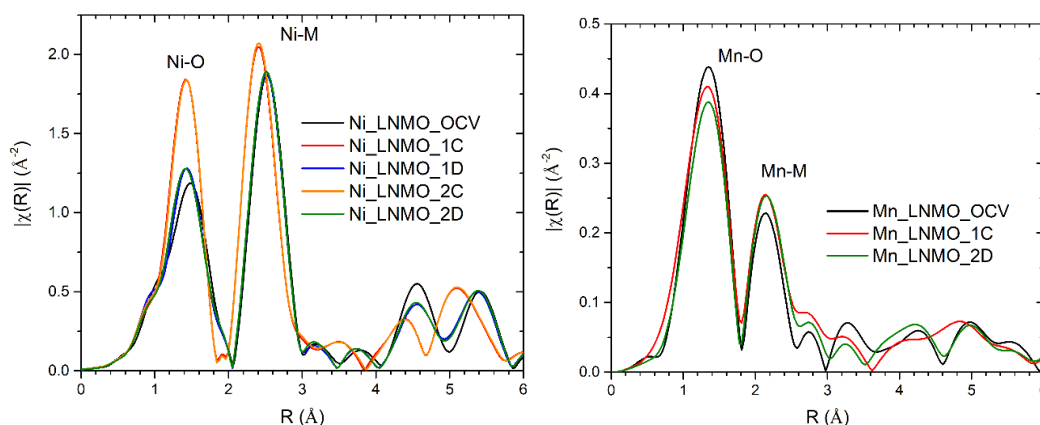 Ni-M
Ni-O
2.0
1.5
1.0
0.5
0.0
|χ(R)| (Å⁻²)
Ni_LNMO_OCV
Ni_LNMO_1C
Ni_LNMO_1D
Ni_LNMO_2C
Ni_LNMO_2D
0 1 2 3 4 5 6
R (Å)
0.5
0.4
0.3
0.2
0.1
0.0
|χ(R)| (Å⁻²)
Mn-O
Mn-M
Mn_LNMO_OCV
Mn_LNMO_1C
Mn_LNMO_2D
0 1 2 3 4 5
R (Å)